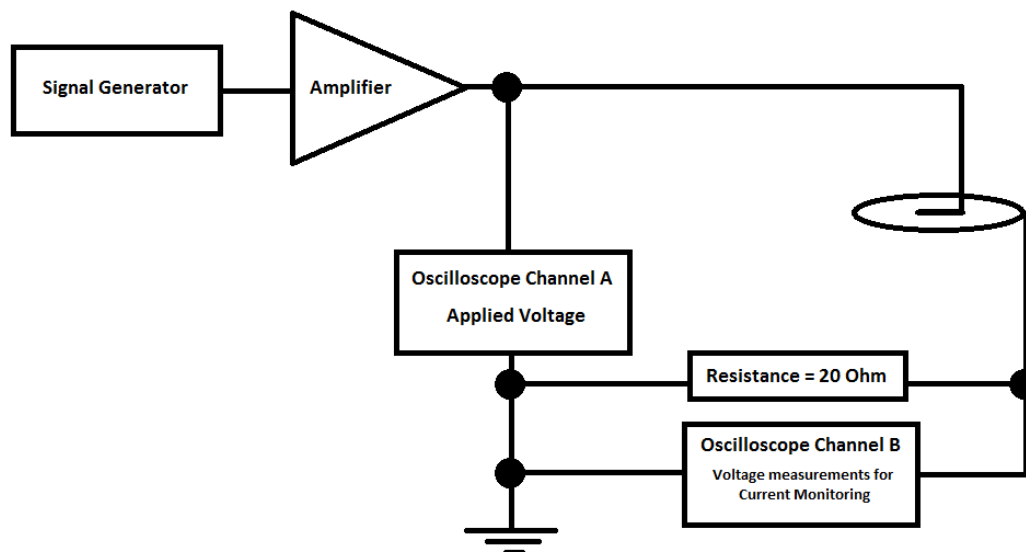 Signal Generator
Amplifier
Oscilloscope Channel A
Applied Voltage
Resistance = 20 Ohm
Oscilloscope Channel B
Voltage measurements for
Current Monitoring